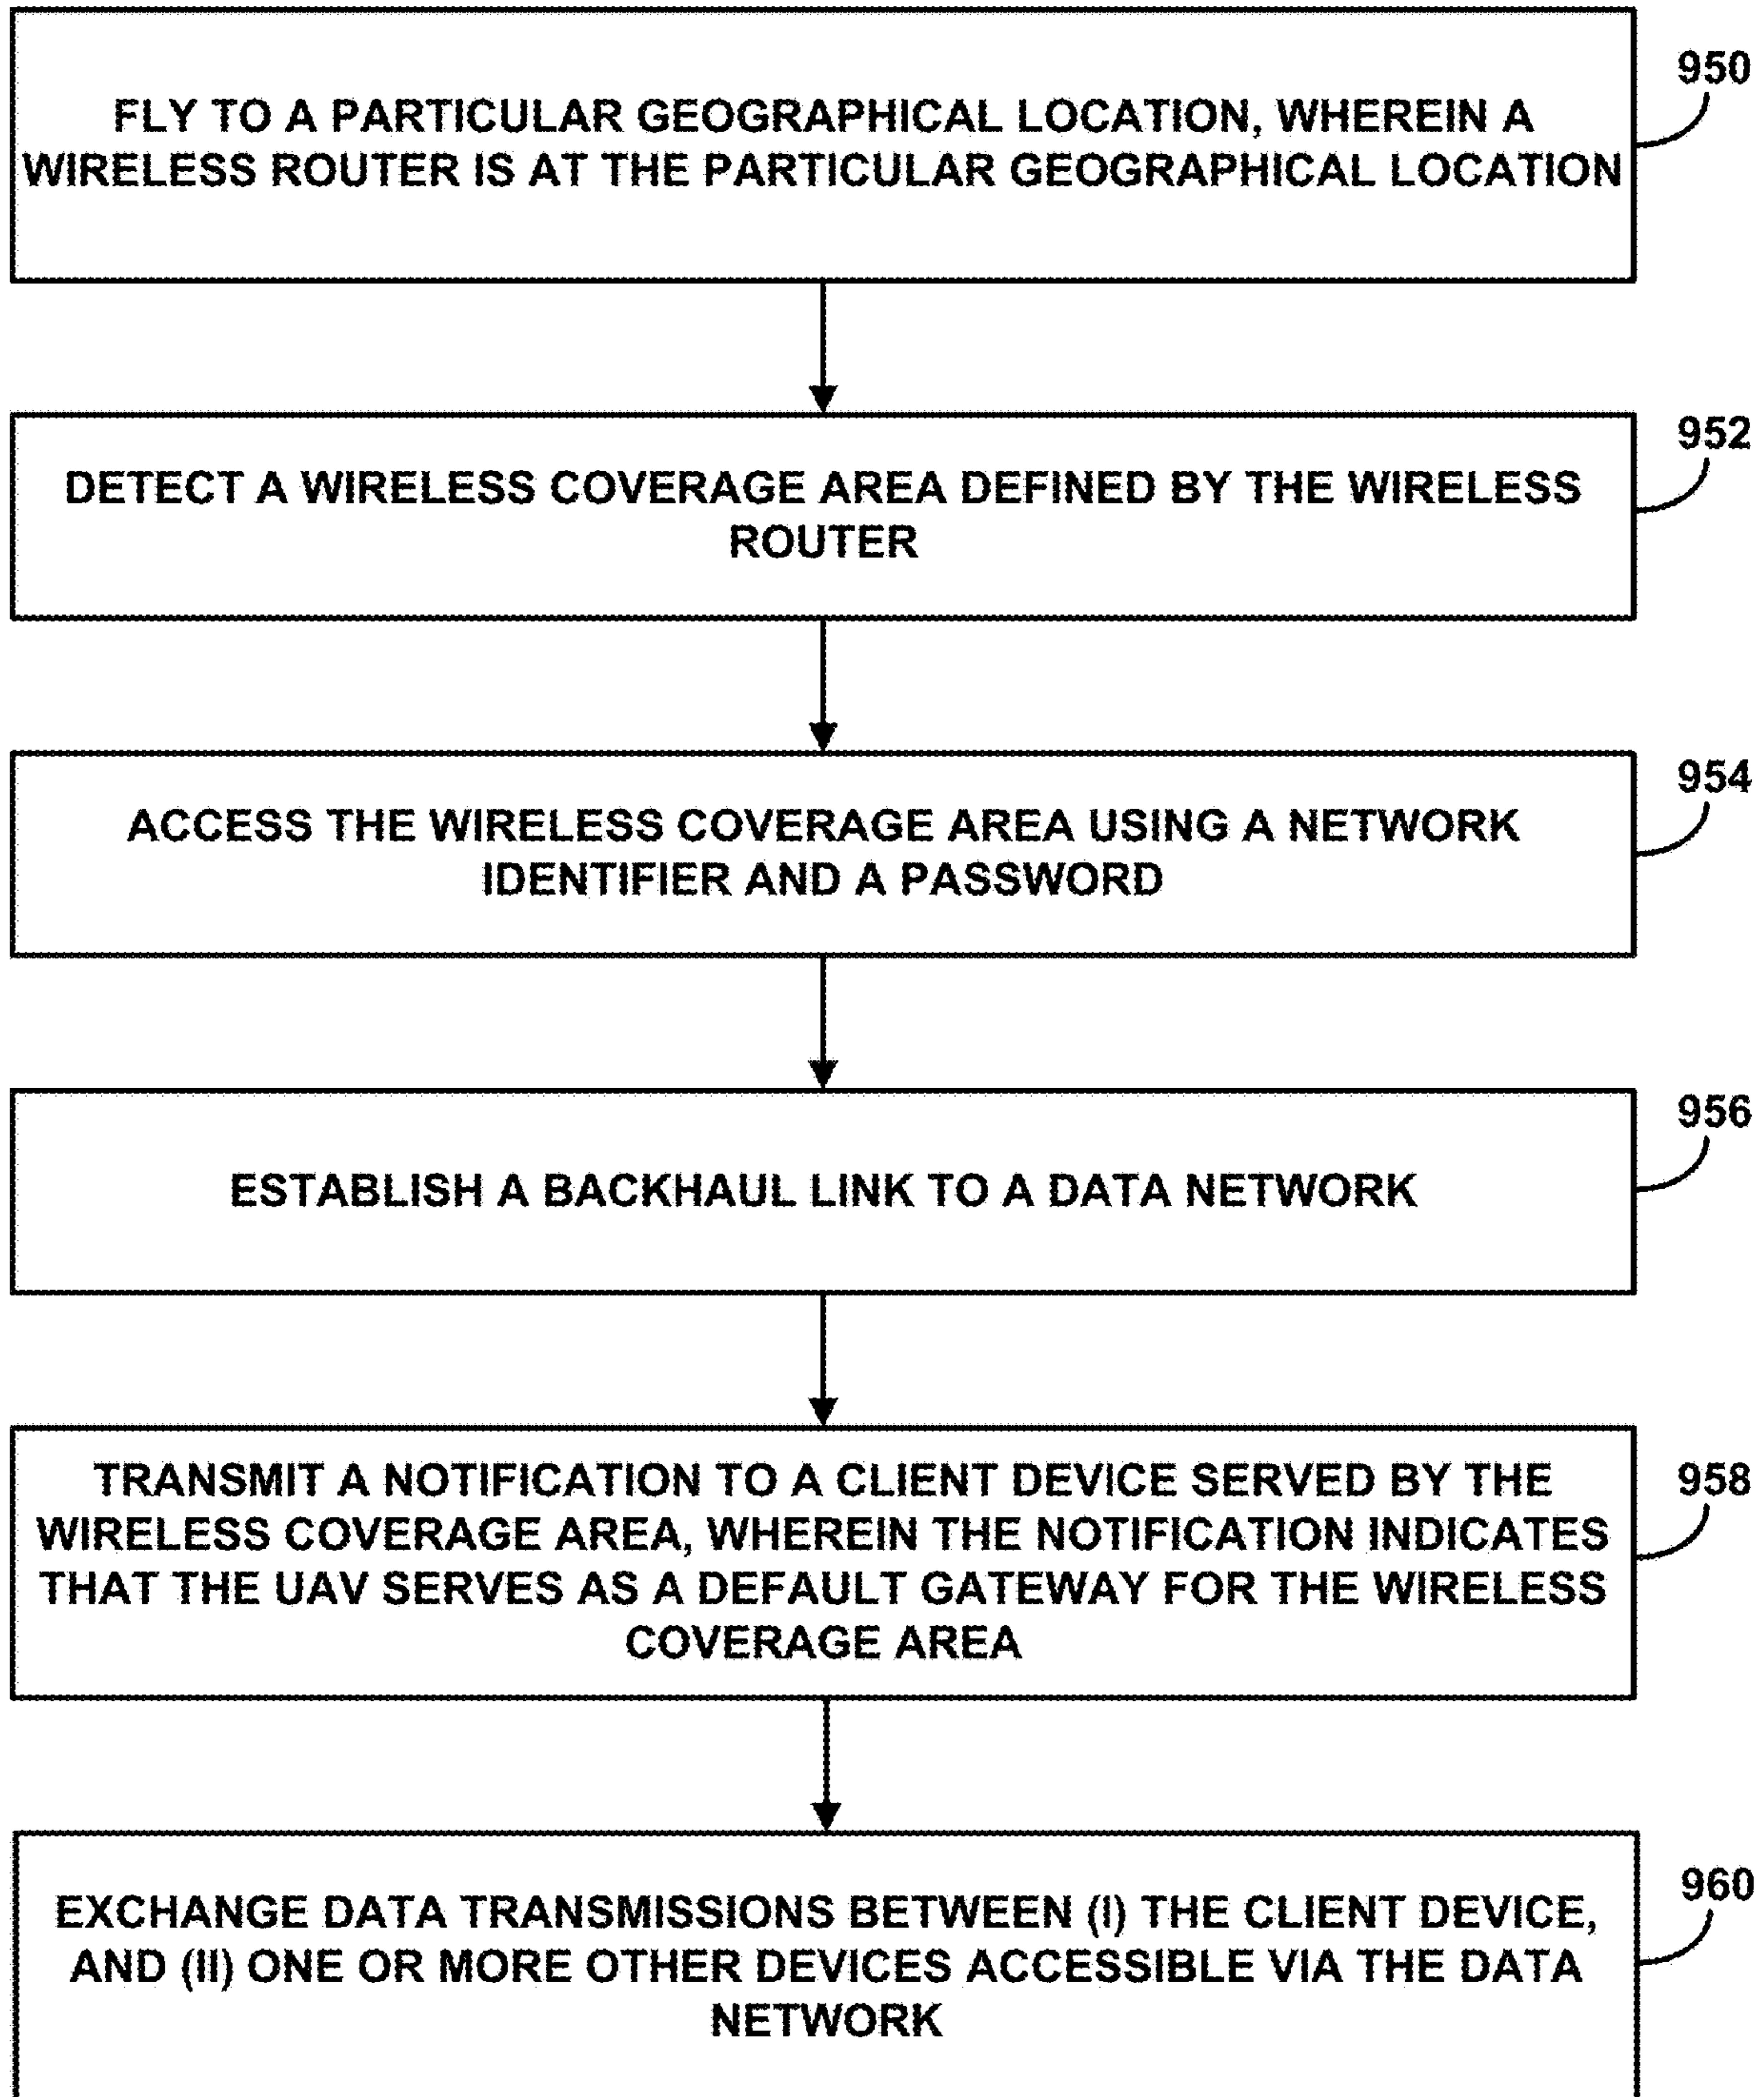 950
FLY TO A PARTICULAR GEOGRAPHICAL LOCATION, WHEREIN A
WIRELESS ROUTER IS AT THE PARTICULAR GEOGRAPHICAL LOCATION
952
DETECT A WIRELESS COVERAGE AREA DEFINED BY THE WIRELESS
ROUTER
954
ACCESS THE WIRELESS COVERAGE AREA USING A NETWORK
IDENTIFIER AND A PASSWORD
956
ESTABLISH A BACKHAUL LINK TO A DATA NETWORK
958
TRANSMIT A NOTIFICATION TO A CLIENT DEVICE SERVED BY THE
WIRELESS COVERAGE AREA, WHEREIN THE NOTIFICATION INDICATES
THAT THE UAV SERVES AS A DEFAULT GATEWAY FOR THE WIRELESS
COVERAGE AREA
960
EXCHANGE DATA TRANSMISSIONS BETWEEN (I) THE CLIENT DEVICE,
AND (II) ONE OR MORE OTHER DEVICES ACCESSIBLE VIA THE DATA
NETWORK